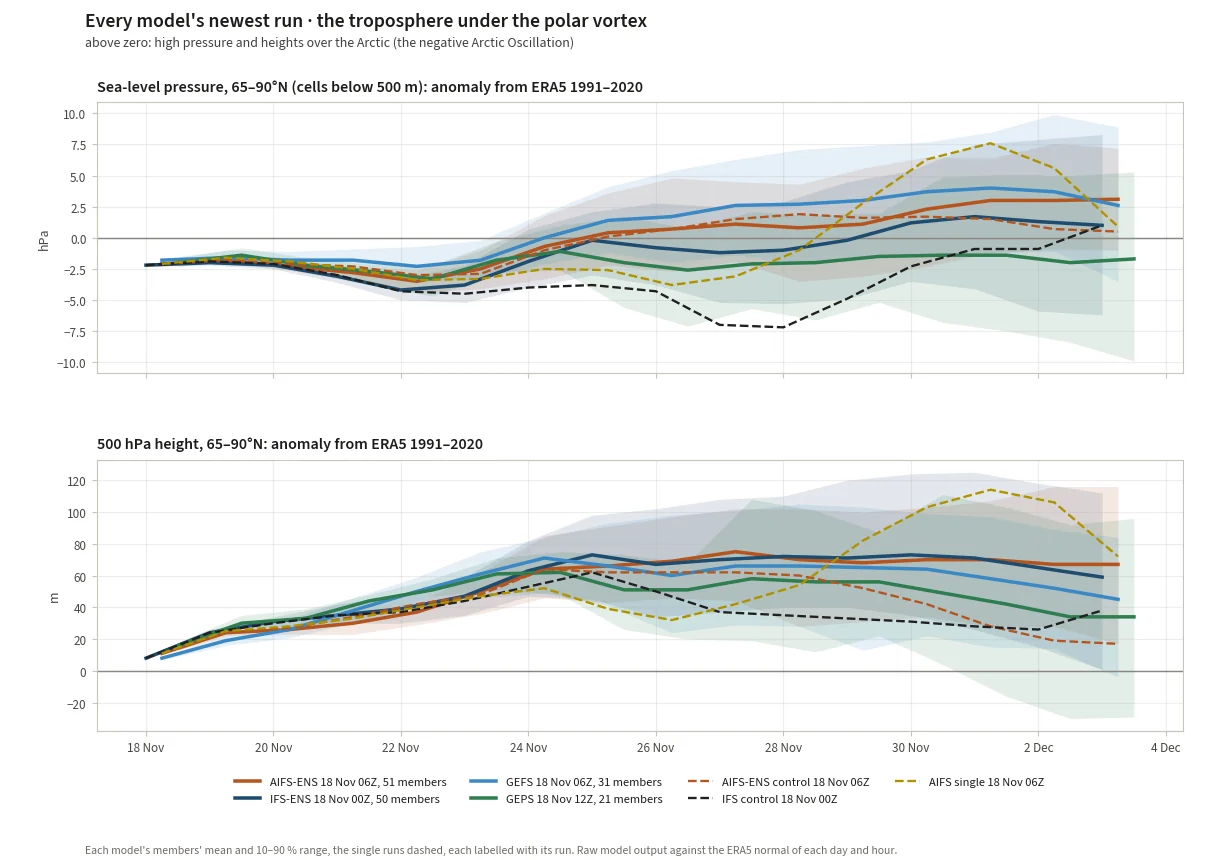 Every model's newest run · the troposphere under the polar vortex
above zero: high pressure and heights over the Arctic (the negative Arctic Oscillation)
Sea-level pressure, 65–90°N (cells below 500 m): anomaly from ERA5 1991–2020
10.0
7.5
5.0
2.5
0.0
−2.5
−5.0
−7.5
−10.0
hPa
500 hPa height, 65–90°N: anomaly from ERA5 1991–2020
120
100
80
60
40
20
0
−20
m
18 Nov 20 Nov 22 Nov 24 Nov 26 Nov 28 Nov 30 Nov 2 Dec 4 Dec
AIFS-ENS 18 Nov 06Z, 51 members GEFS 18 Nov 06Z, 31 members AIFS-ENS control 18 Nov 06Z AIFS single 18 Nov 06Z
IFS-ENS 18 Nov 00Z, 50 members GEPS 18 Nov 12Z, 21 members IFS control 18 Nov 00Z
Each model's members' mean and 10–90 % range, the single runs dashed, each labelled with its run. Raw model output against the ERA5 normal of each day and hour.